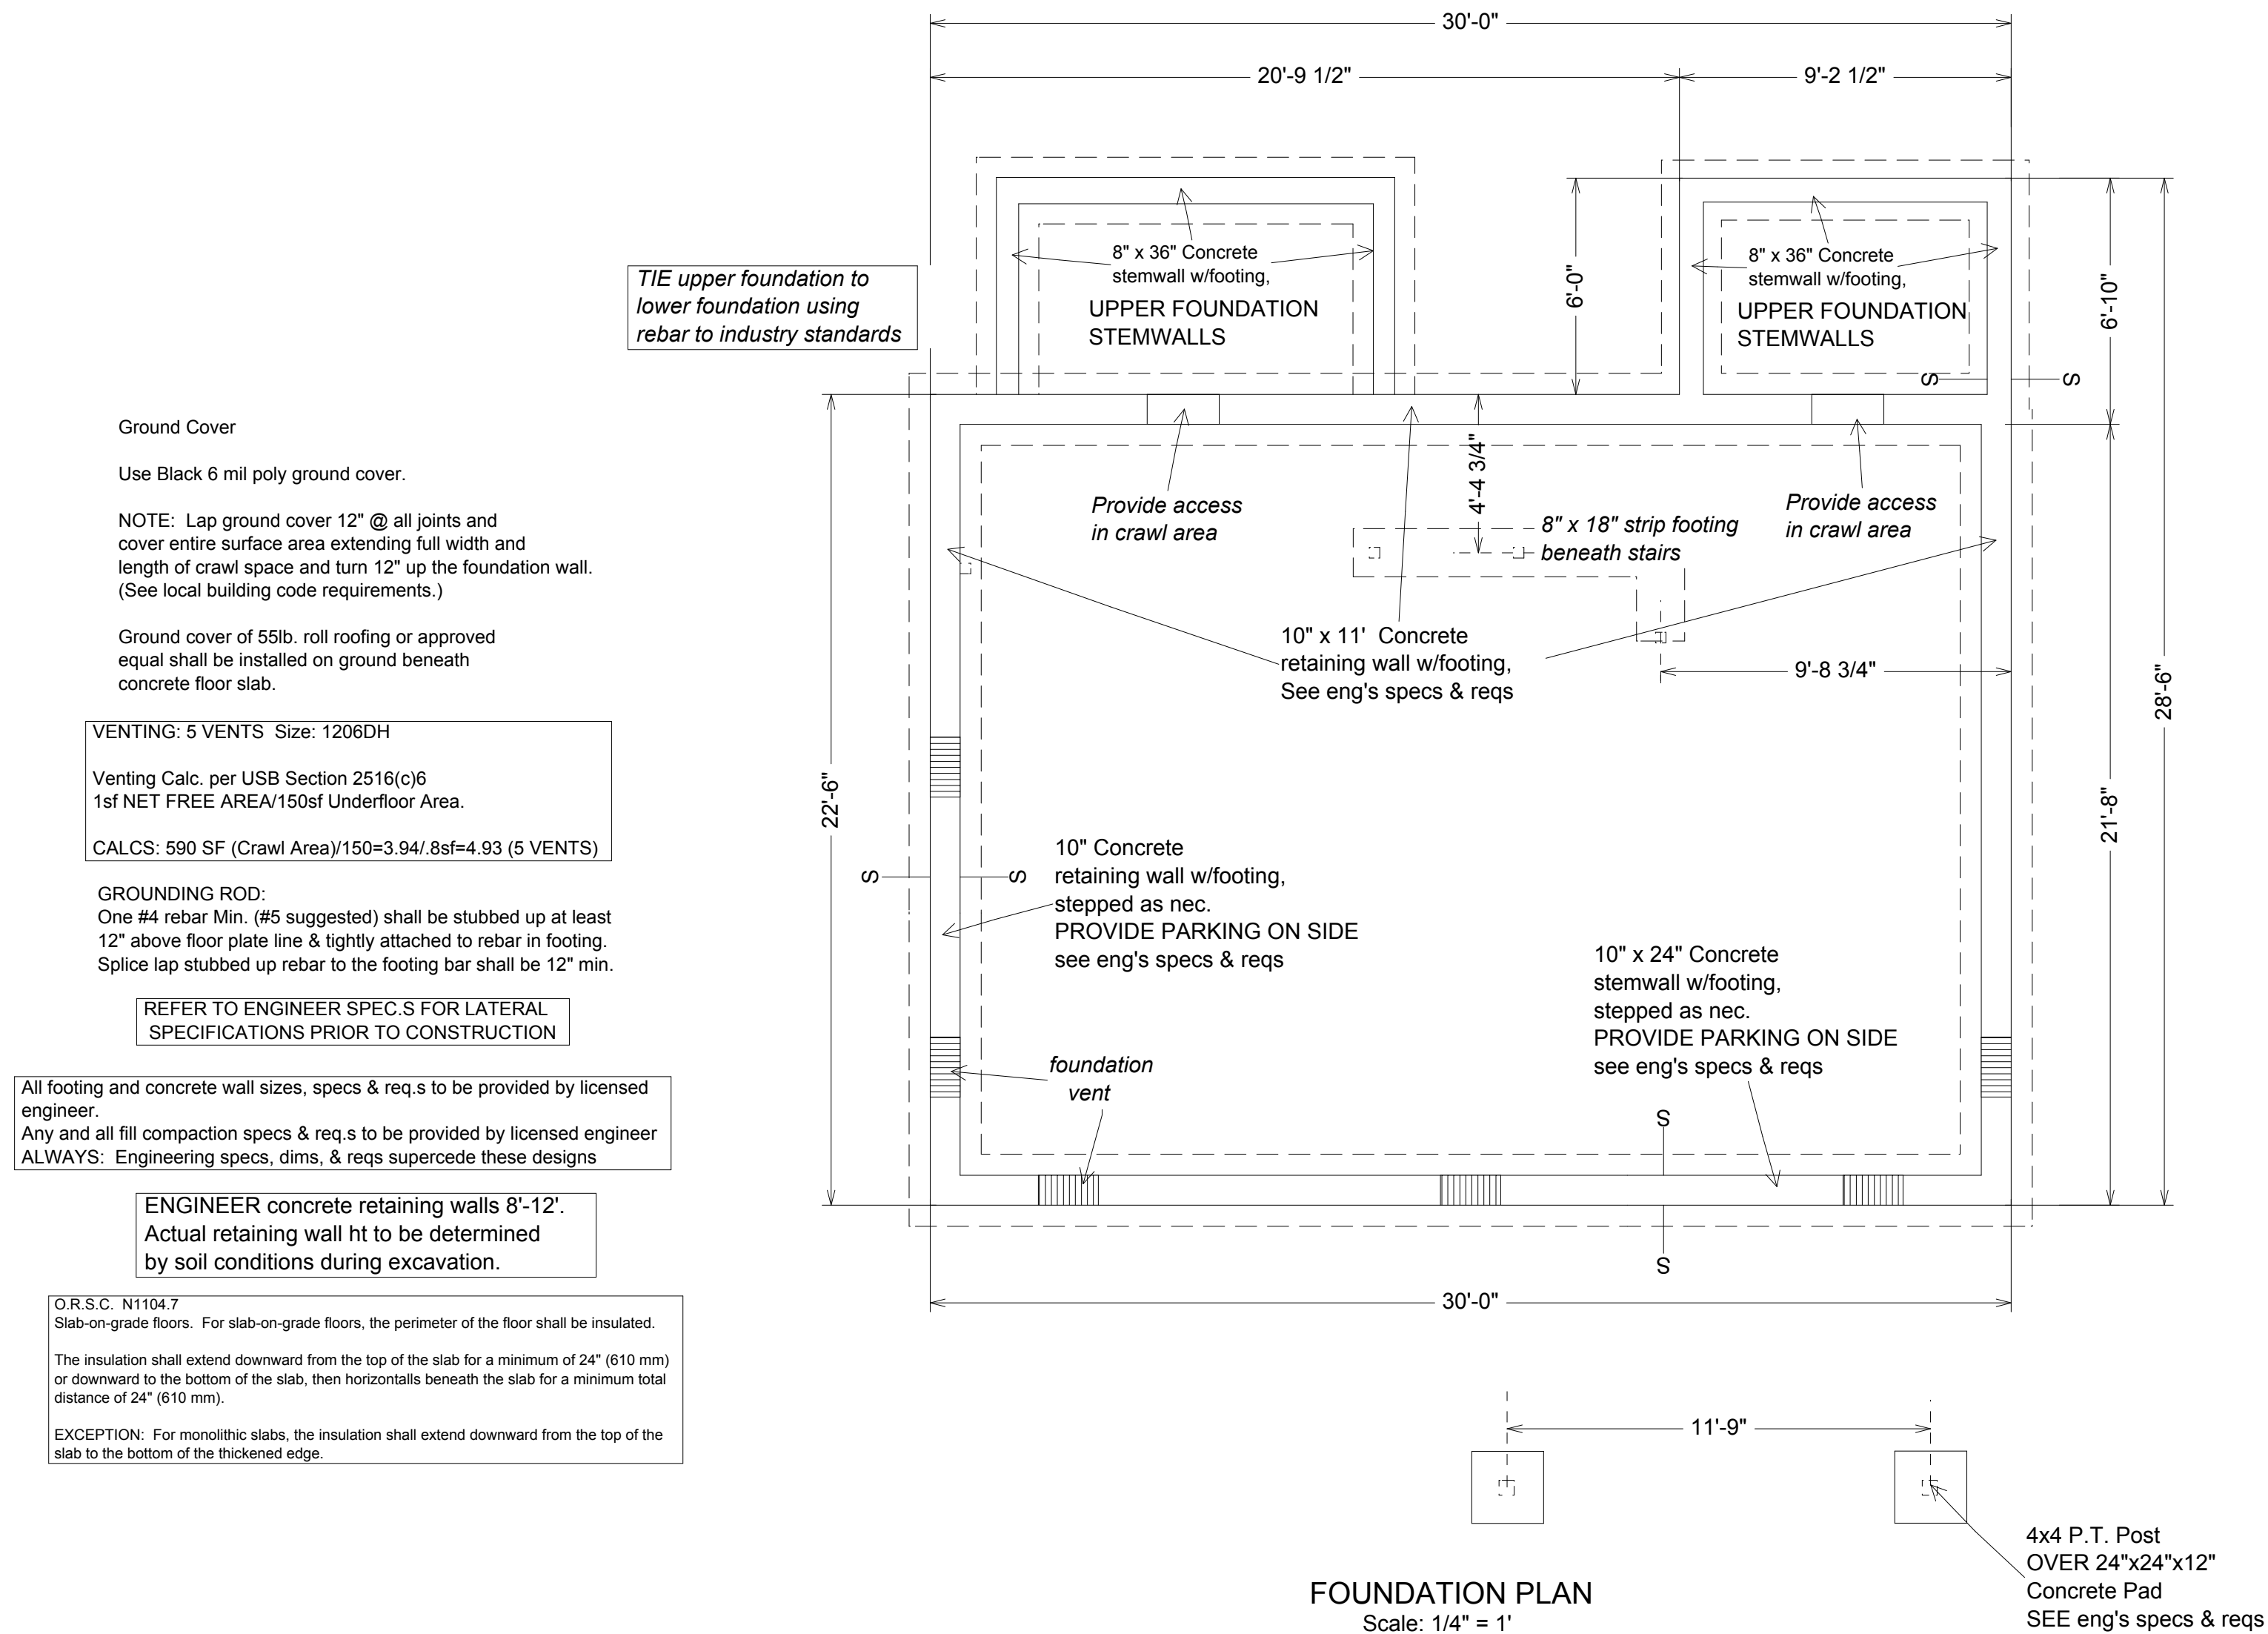 30'-0"
20'-9 1/2"
9'-2 1/2"
8" x 36" Concrete
stemwall w/footing,
UPPER FOUNDATION
STEMWALLS
6'-0"
8" x 36" Concrete
stemwall w/footing,
UPPER FOUNDATION
STEMWALLS
6'-10"
S
S
TIE upper foundation to
lower foundation using
rebar to industry standards
Ground Cover
Use Black 6 mil poly ground cover.
NOTE:  Lap ground cover 12" @ all joints and
cover entire surface area extending full width and
length of crawl space and turn 12" up the foundation wall.
(See local building code requirements.)
Ground cover of 55lb. roll roofing or approved
equal shall be installed on ground beneath
concrete floor slab.
VENTING: 5 VENTS  Size: 1206DH
Venting Calc. per USB Section 2516(c)6
1sf NET FREE AREA/150sf Underfloor Area.
CALCS: 590 SF (Crawl Area)/150=3.94/.8sf=4.93 (5 VENTS)
GROUNDING ROD:
One #4 rebar Min. (#5 suggested) shall be stubbed up at least
12" above floor plate line & tightly attached to rebar in footing.
Splice lap stubbed up rebar to the footing bar shall be 12" min.
REFER TO ENGINEER SPEC.S FOR LATERAL
SPECIFICATIONS PRIOR TO CONSTRUCTION
All footing and concrete wall sizes, specs & req.s to be provided by licensed
engineer.
Any and all fill compaction specs & req.s to be provided by licensed engineer
ALWAYS:  Engineering specs, dims, & reqs supercede these designs
ENGINEER concrete retaining walls 8'-12'.
Actual retaining wall ht to be determined
by soil conditions during excavation.
O.R.S.C.  N1104.7
Slab-on-grade floors.  For slab-on-grade floors, the perimeter of the floor shall be insulated.
The insulation shall extend downward from the top of the slab for a minimum of 24" (610 mm)
or downward to the bottom of the slab, then horizontalls beneath the slab for a minimum total
distance of 24" (610 mm).
EXCEPTION:  For monolithic slabs, the insulation shall extend downward from the top of the
slab to the bottom of the thickened edge.
Provide access
in crawl area
4'-4 3/4"
8" x 18" strip footing
beneath stairs
Provide access
in crawl area
10" x 11'  Concrete
retaining wall w/footing,
See eng's specs & reqs
9'-8 3/4"
28'-6"
22'-6"
21'-8"
S
S
10" Concrete
retaining wall w/footing,
stepped as nec.
PROVIDE PARKING ON SIDE
see eng's specs & reqs
10" x 24" Concrete
stemwall w/footing,
stepped as nec.
PROVIDE PARKING ON SIDE
see eng's specs & reqs
foundation
vent
S
S
30'-0"
11'-9"
4x4 P.T. Post
OVER 24"x24"x12"
Concrete Pad
SEE eng's specs & reqs
FOUNDATION PLAN
Scale: 1/4" = 1'